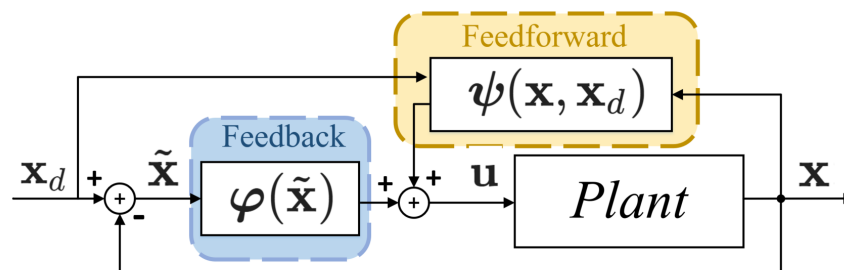 Feedforward
ψ(x, x_d)
Feedback
x_d
+
-
+
x̃
φ(x̃)
+
+
+
u
Plant
x